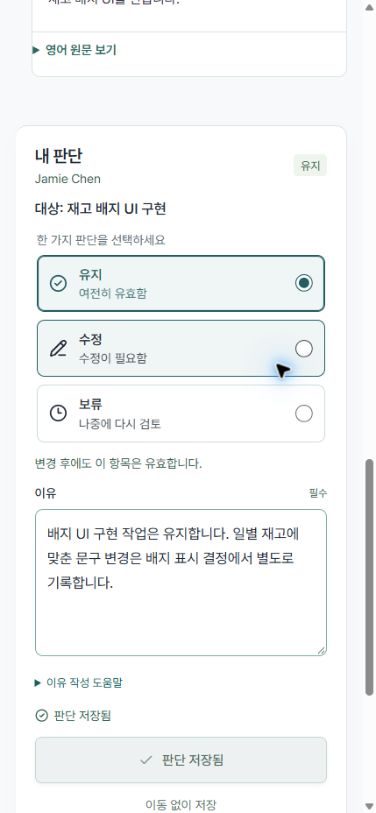 영어 원문 보기
내 판단
유지
Jamie Chen
대상: 재고 배지 UI 구현
한 가지 판단을 선택하세요
유지
여전히 유효함
수정
수정이 필요함
보류
나중에 다시 검토
변경 후에도 이 항목은 유효합니다.
이유
필수
배지 UI 구현 작업은 유지합니다. 일별 재고에
맞춘 문구 변경은 배지 표시 결정에서 별도로
기록합니다.
이유 작성 도움말
판단 저장됨
판단 저장됨
이동 없이 저장